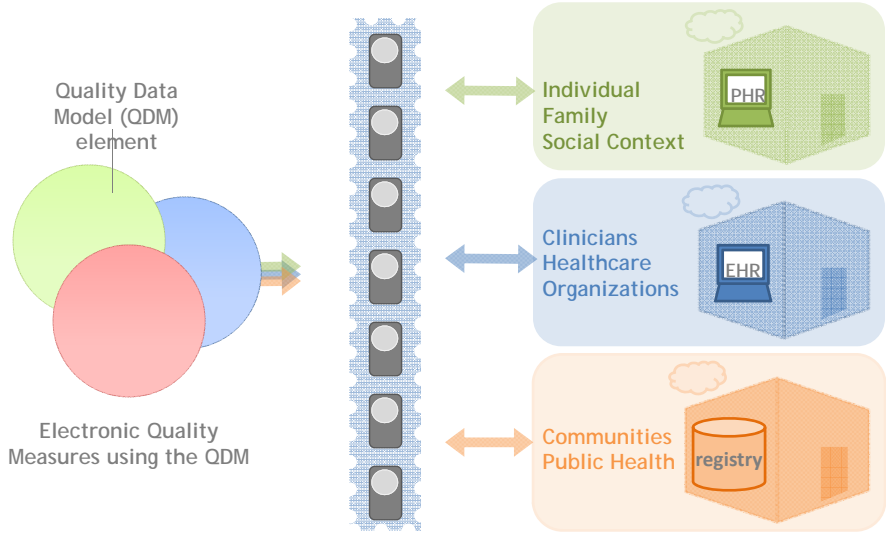 Quality Data
Model (QDM)
element
Electronic Quality
Measures using the QDM
Individual
Family
Social Context
PHR
Clinicians
Healthcare
Organizations
EHR
Communities
Public Health
registry